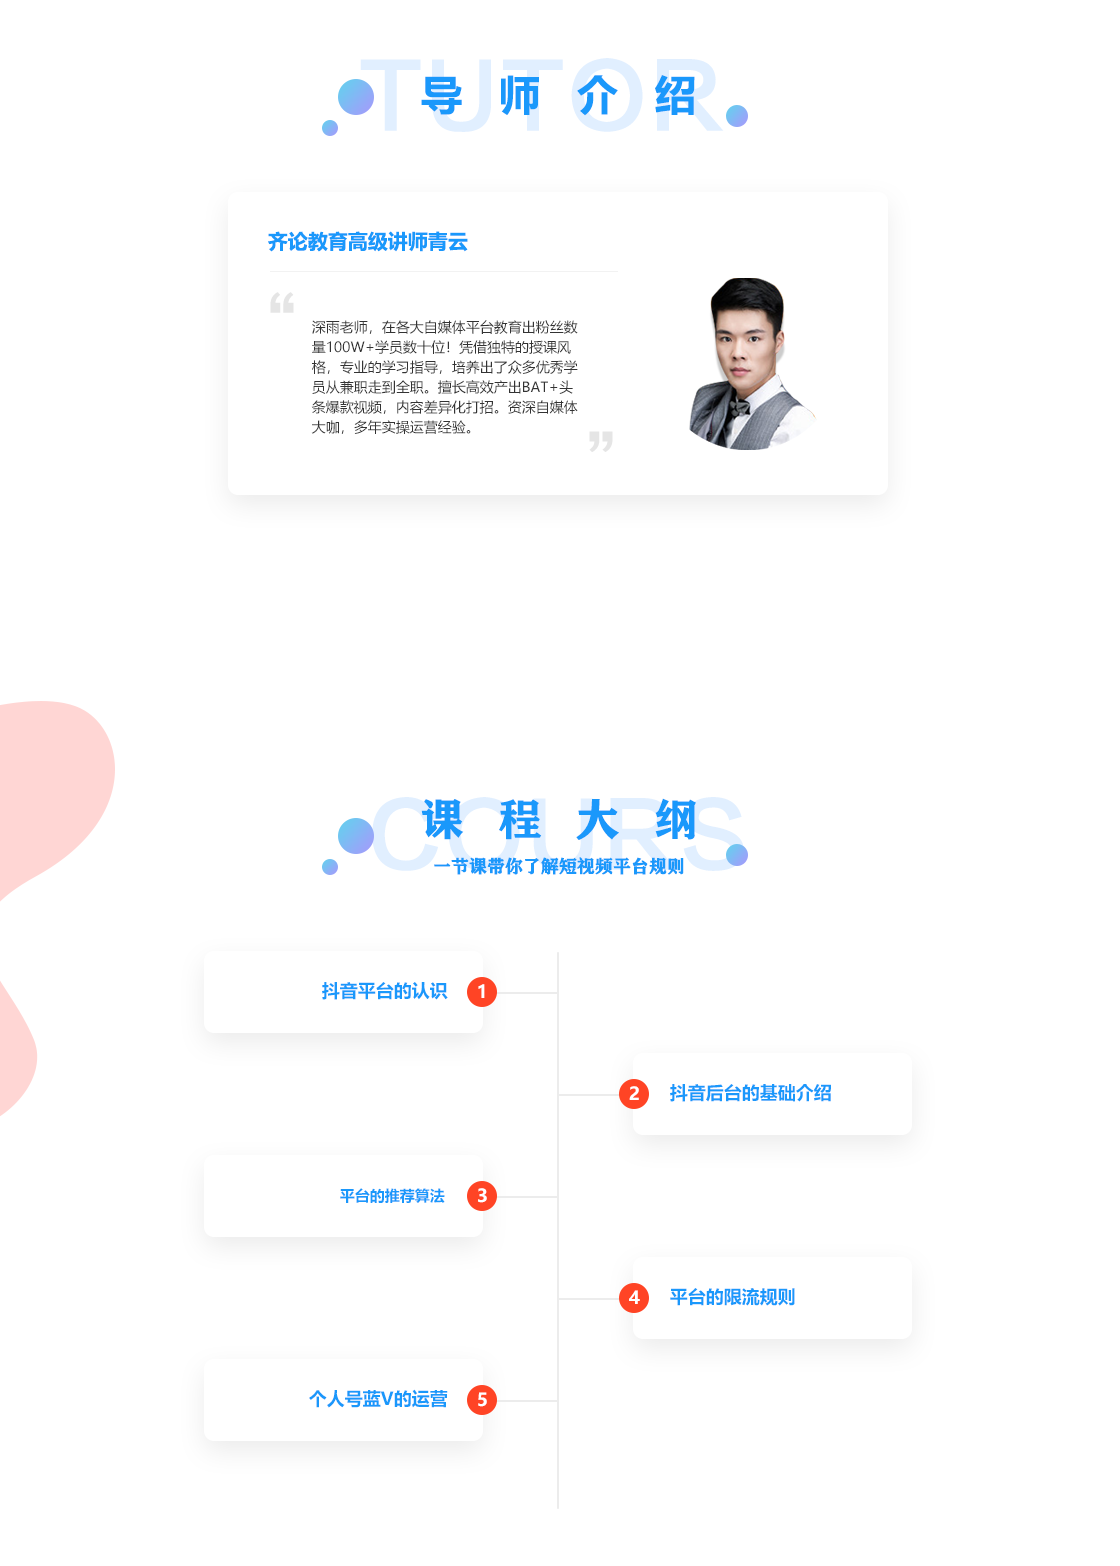 TUTOR
导师介绍
齐论教育高级讲师青云
“
深雨老师，在各大自媒体平台教育出粉丝数
量100W+学员数十位！凭借独特的授课风
格，专业的学习指导，培养出了众多优秀学
员从兼职走到全职。擅长高效产出BAT+头
条爆款视频，内容差异化打招。资深自媒体
大咖，多年实操运营经验。
”
COURS
课程大纲
一节课带你了解短视频平台规则
抖音平台的认识 1
2 抖音后台的基础介绍
平台的推荐算法 3
4 平台的限流规则
个人号蓝V的运营 5